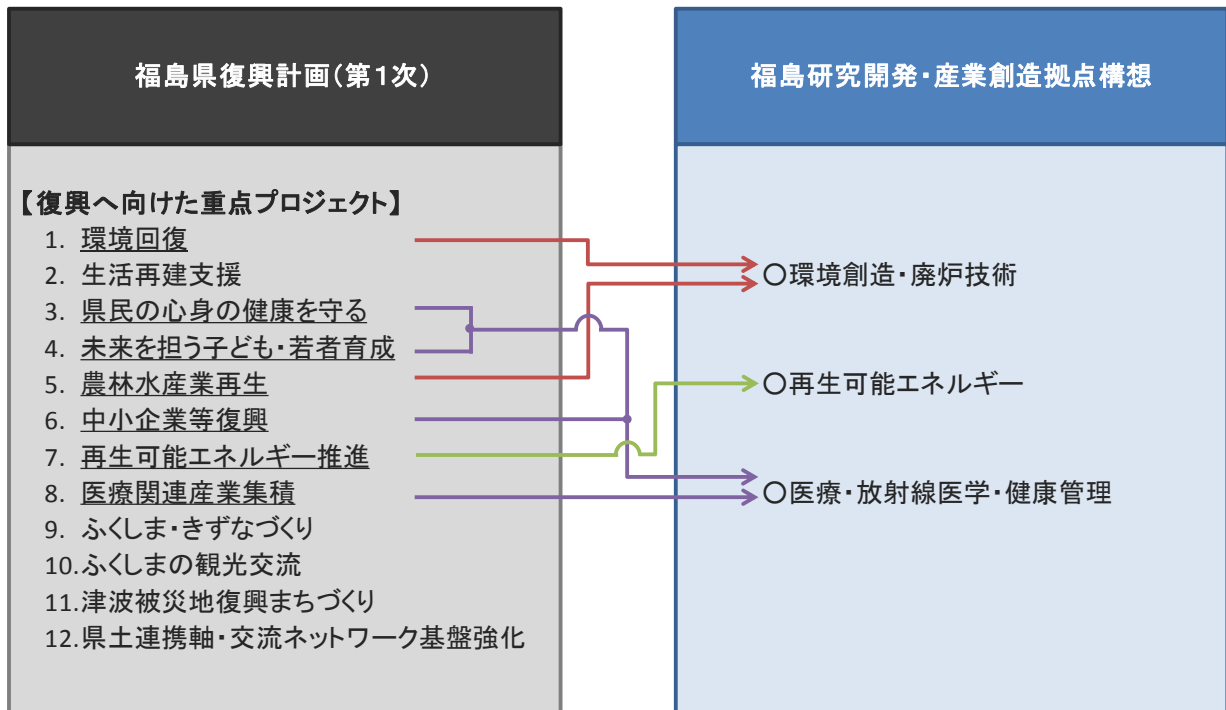 福島県復興計画(第1次)
【復興へ向けた重点プロジェクト】
1. 環境回復
2. 生活再建支援
3. 県民の心身の健康を守る
4. 未来を担う子ども・若者育成
5. 農林水産業再生
6. 中小企業等復興
7. 再生可能エネルギー推進
8. 医療関連産業集積
9. ふくしま・きずなづくり
10.ふくしまの観光交流
11.津波被災地復興まちづくり
12.県土連携軸・交流ネットワーク基盤強化
福島研究開発・産業創造拠点構想
〇環境創造・廃炉技術
〇再生可能エネルギー
〇医療・放射線医学・健康管理